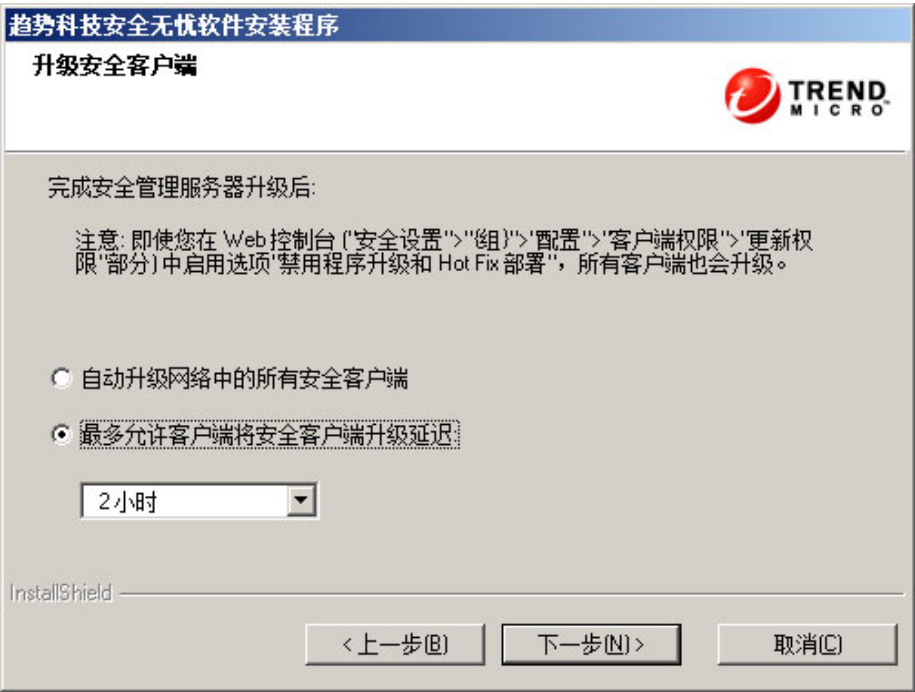 趋势科技安全无忧软件安装程序
升级安全客户端
TREND
MICRO
完成安全管理服务器升级后:
注意: 即使您在 Web 控制台 ("安全设置">"{组}">"配置">"客户端权限">"更新权
限"部分) 中启用选项"禁用程序升级和 Hot Fix 部署", 所有客户端也会升级。
自动升级网络中的所有安全客户端
最多允许客户端将安全客户端升级延迟:
2 小时
InstallShield
< 上一步(B)
下一步(N) >
取消(C)